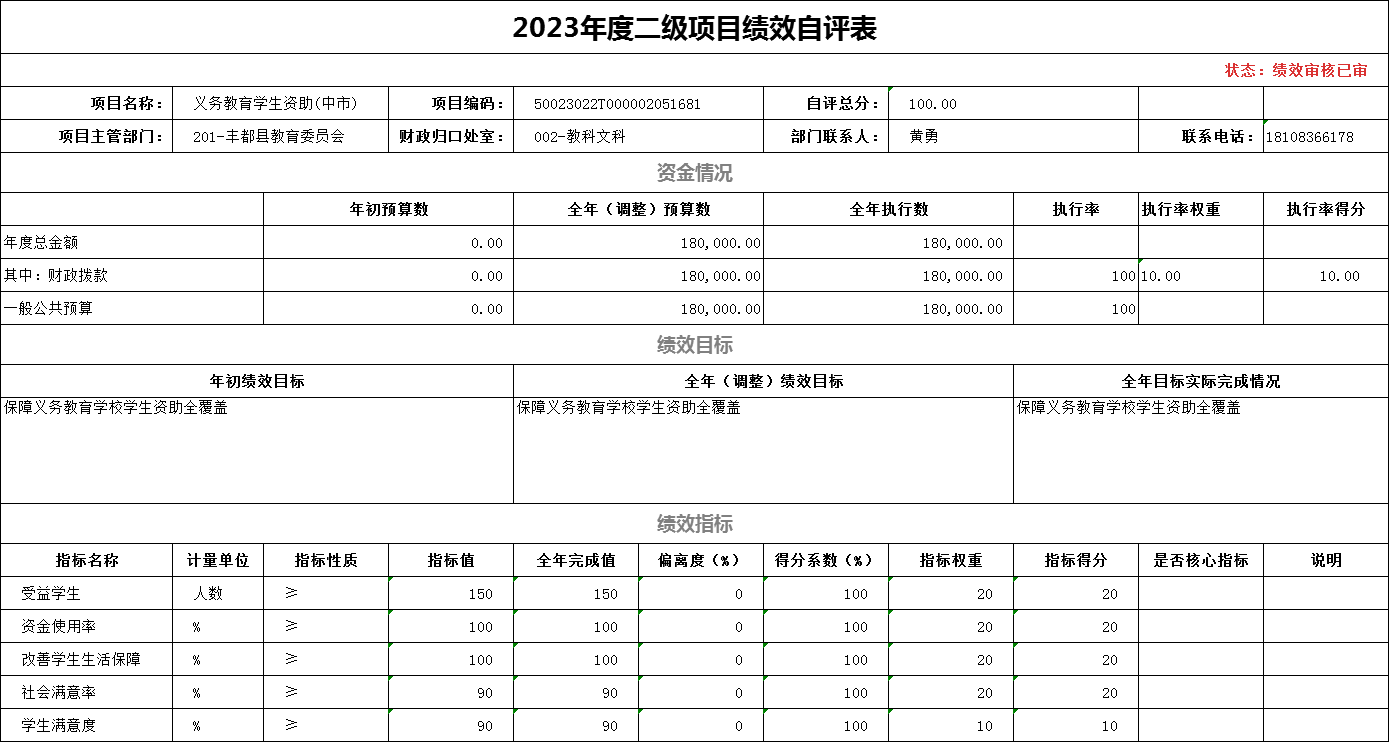 2023年度二级项目绩效自评表
状态：绩效审核已审
项目名称： 义务教育学生资助(中市) 项目编码： 50023022T000002051681 自评总分： 100.00
项目主管部门： 201-丰都县教育委员会 财政归口处室： 002-教科文科 部门联系人： 黄勇 联系电话： 18108366178
资金情况
年初预算数 全年（调整）预算数 全年执行数 执行率 执行率权重 执行率得分
年度总金额 0.00 180,000.00 180,000.00
其中：财政拨款 0.00 180,000.00 180,000.00 100 10.00 10.00
一般公共预算 0.00 180,000.00 180,000.00 100
绩效目标
年初绩效目标 全年（调整）绩效目标 全年目标实际完成情况
保障义务教育学校学生资助全覆盖 保障义务教育学校学生资助全覆盖 保障义务教育学校学生资助全覆盖
绩效指标
指标名称 计量单位 指标性质 指标值 全年完成值 偏离度（%） 得分系数（%） 指标权重 指标得分 是否核心指标 说明
受益学生 人数 ≥ 150 150 0 100 20 20
资金使用率 % ≥ 100 100 0 100 20 20
改善学生生活保障 % ≥ 100 100 0 100 20 20
社会满意率 % ≥ 90 90 0 100 20 20
学生满意度 % ≥ 90 90 0 100 10 10